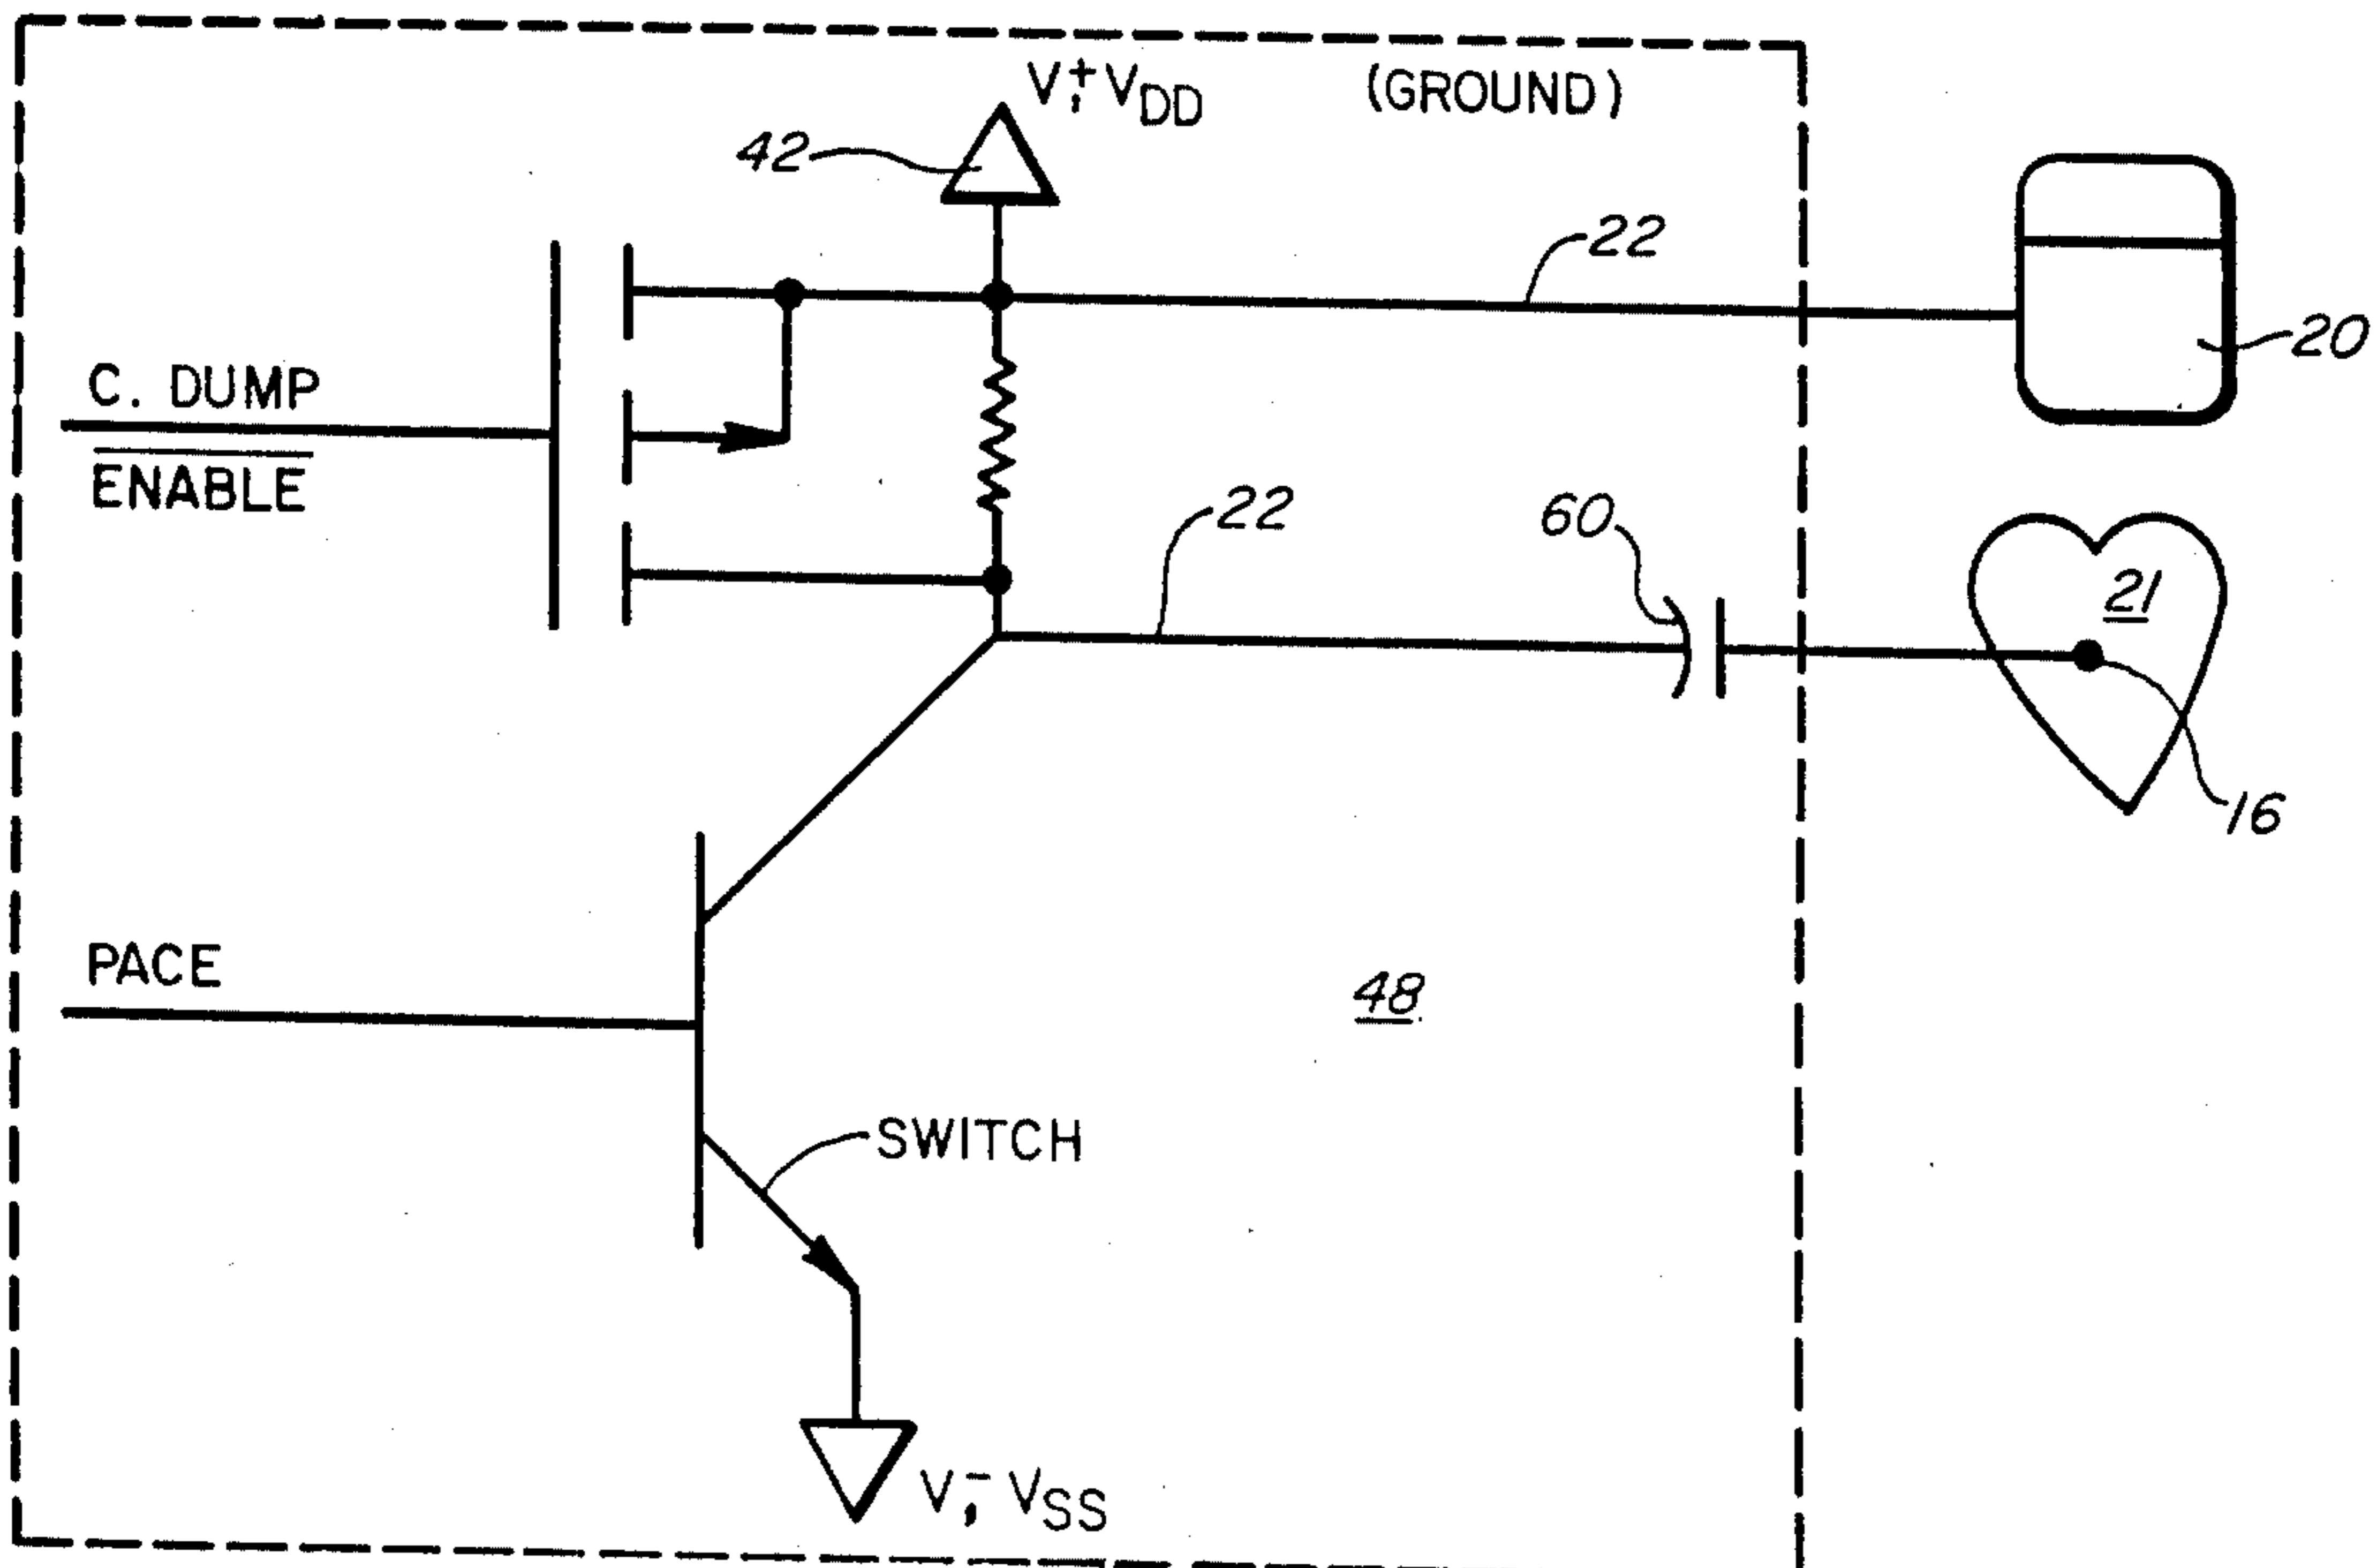 V,+ VDD (GROUND)
42
22
20
C. DUMP
ENABLE
22
60
21
16
PACE
48
SWITCH
V,- VSS